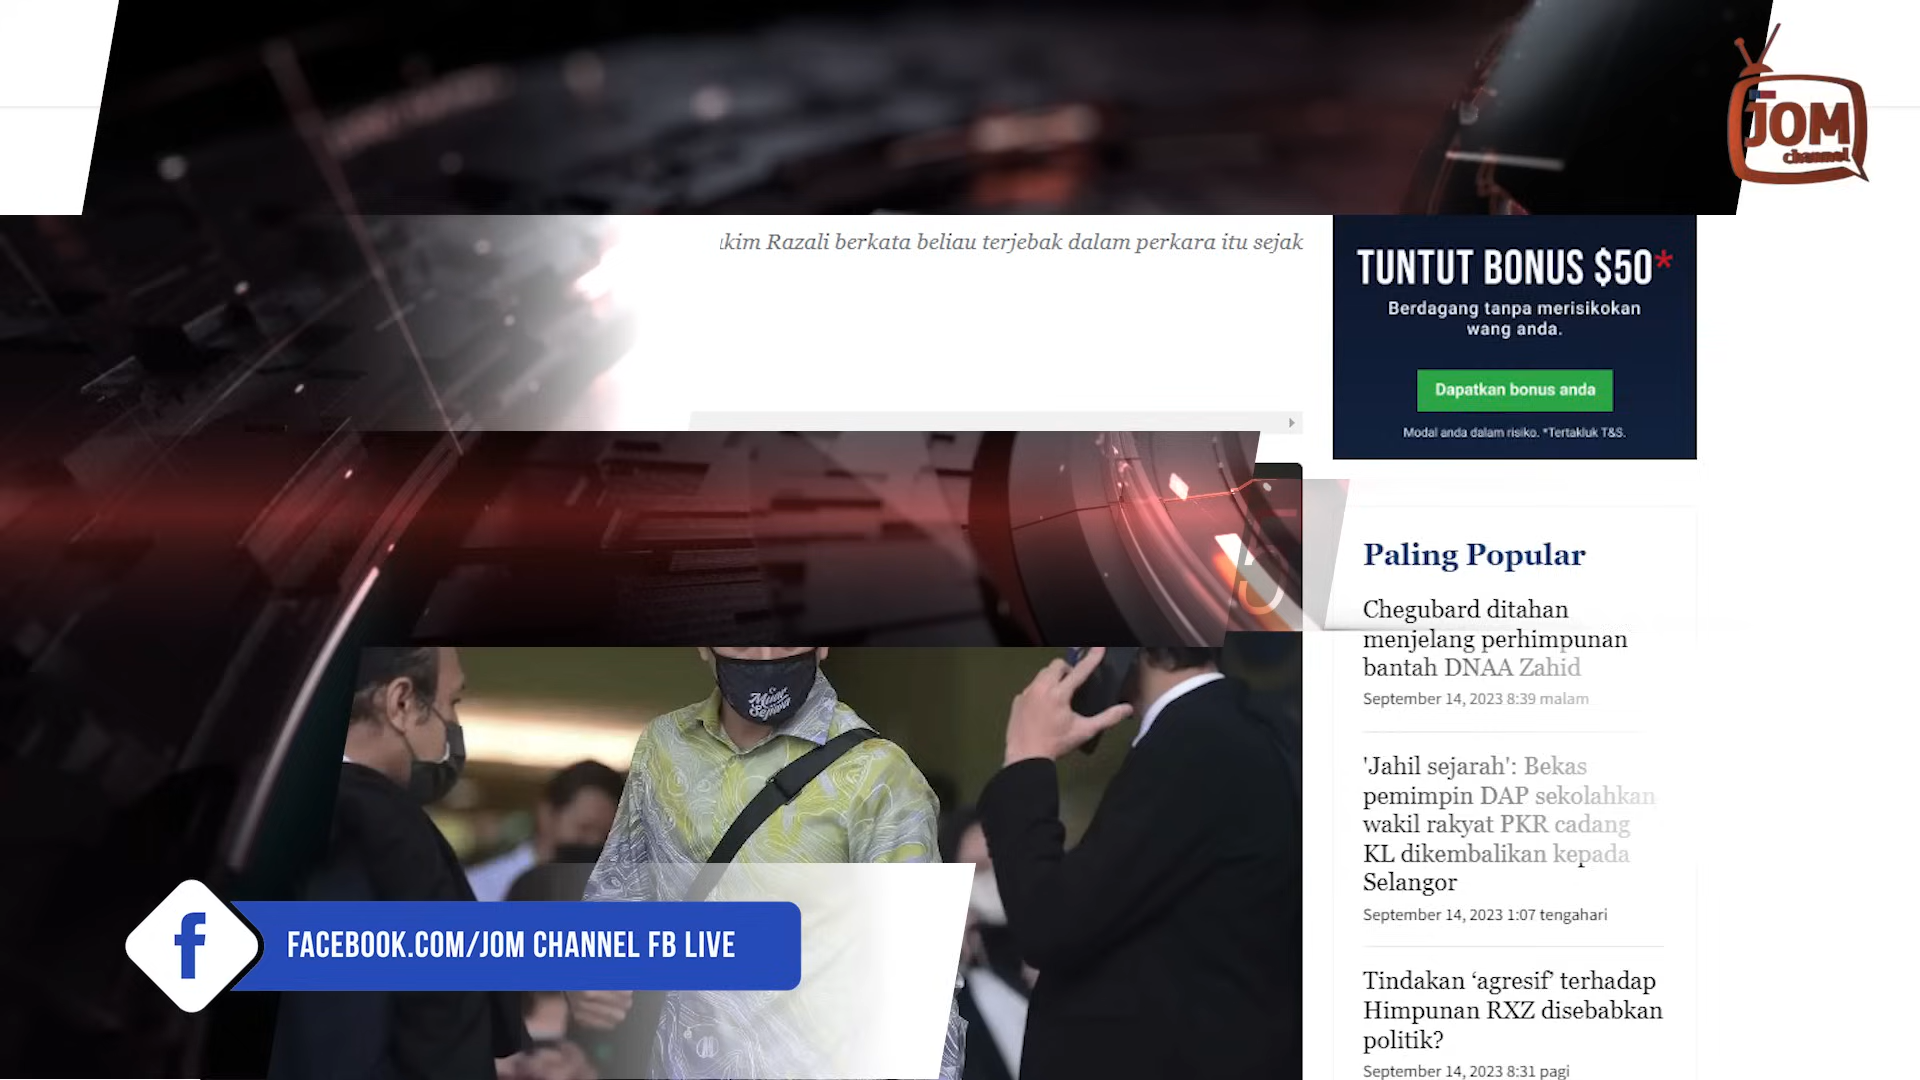 JOM
channel
kim Razali berkata beliau terjebak dalam perkara itu sejak
TUNTUT BONUS $50*
Berdagang tanpa merisikokan
wang anda.
Dapatkan bonus anda
Modal anda dalam risiko. *Tertakluk T&S.
Paling Popular
Chegubard ditahan
menjelang perhimpunan
bantah DNAA Zahid
September 14, 2023 8:39 malam
'Jahil sejarah': Bekas
pemimpin DAP sekolahkan
wakil rakyat PKR cadang
KL dikembalikan kepada
Selangor
September 14, 2023 1:07 tengahari
Tindakan ‘agresif’ terhadap
Himpunan RXZ disebabkan
politik?
September 14, 2023 8:31 pagi
Muar
FACEBOOK.COM/JOM CHANNEL FB LIVE